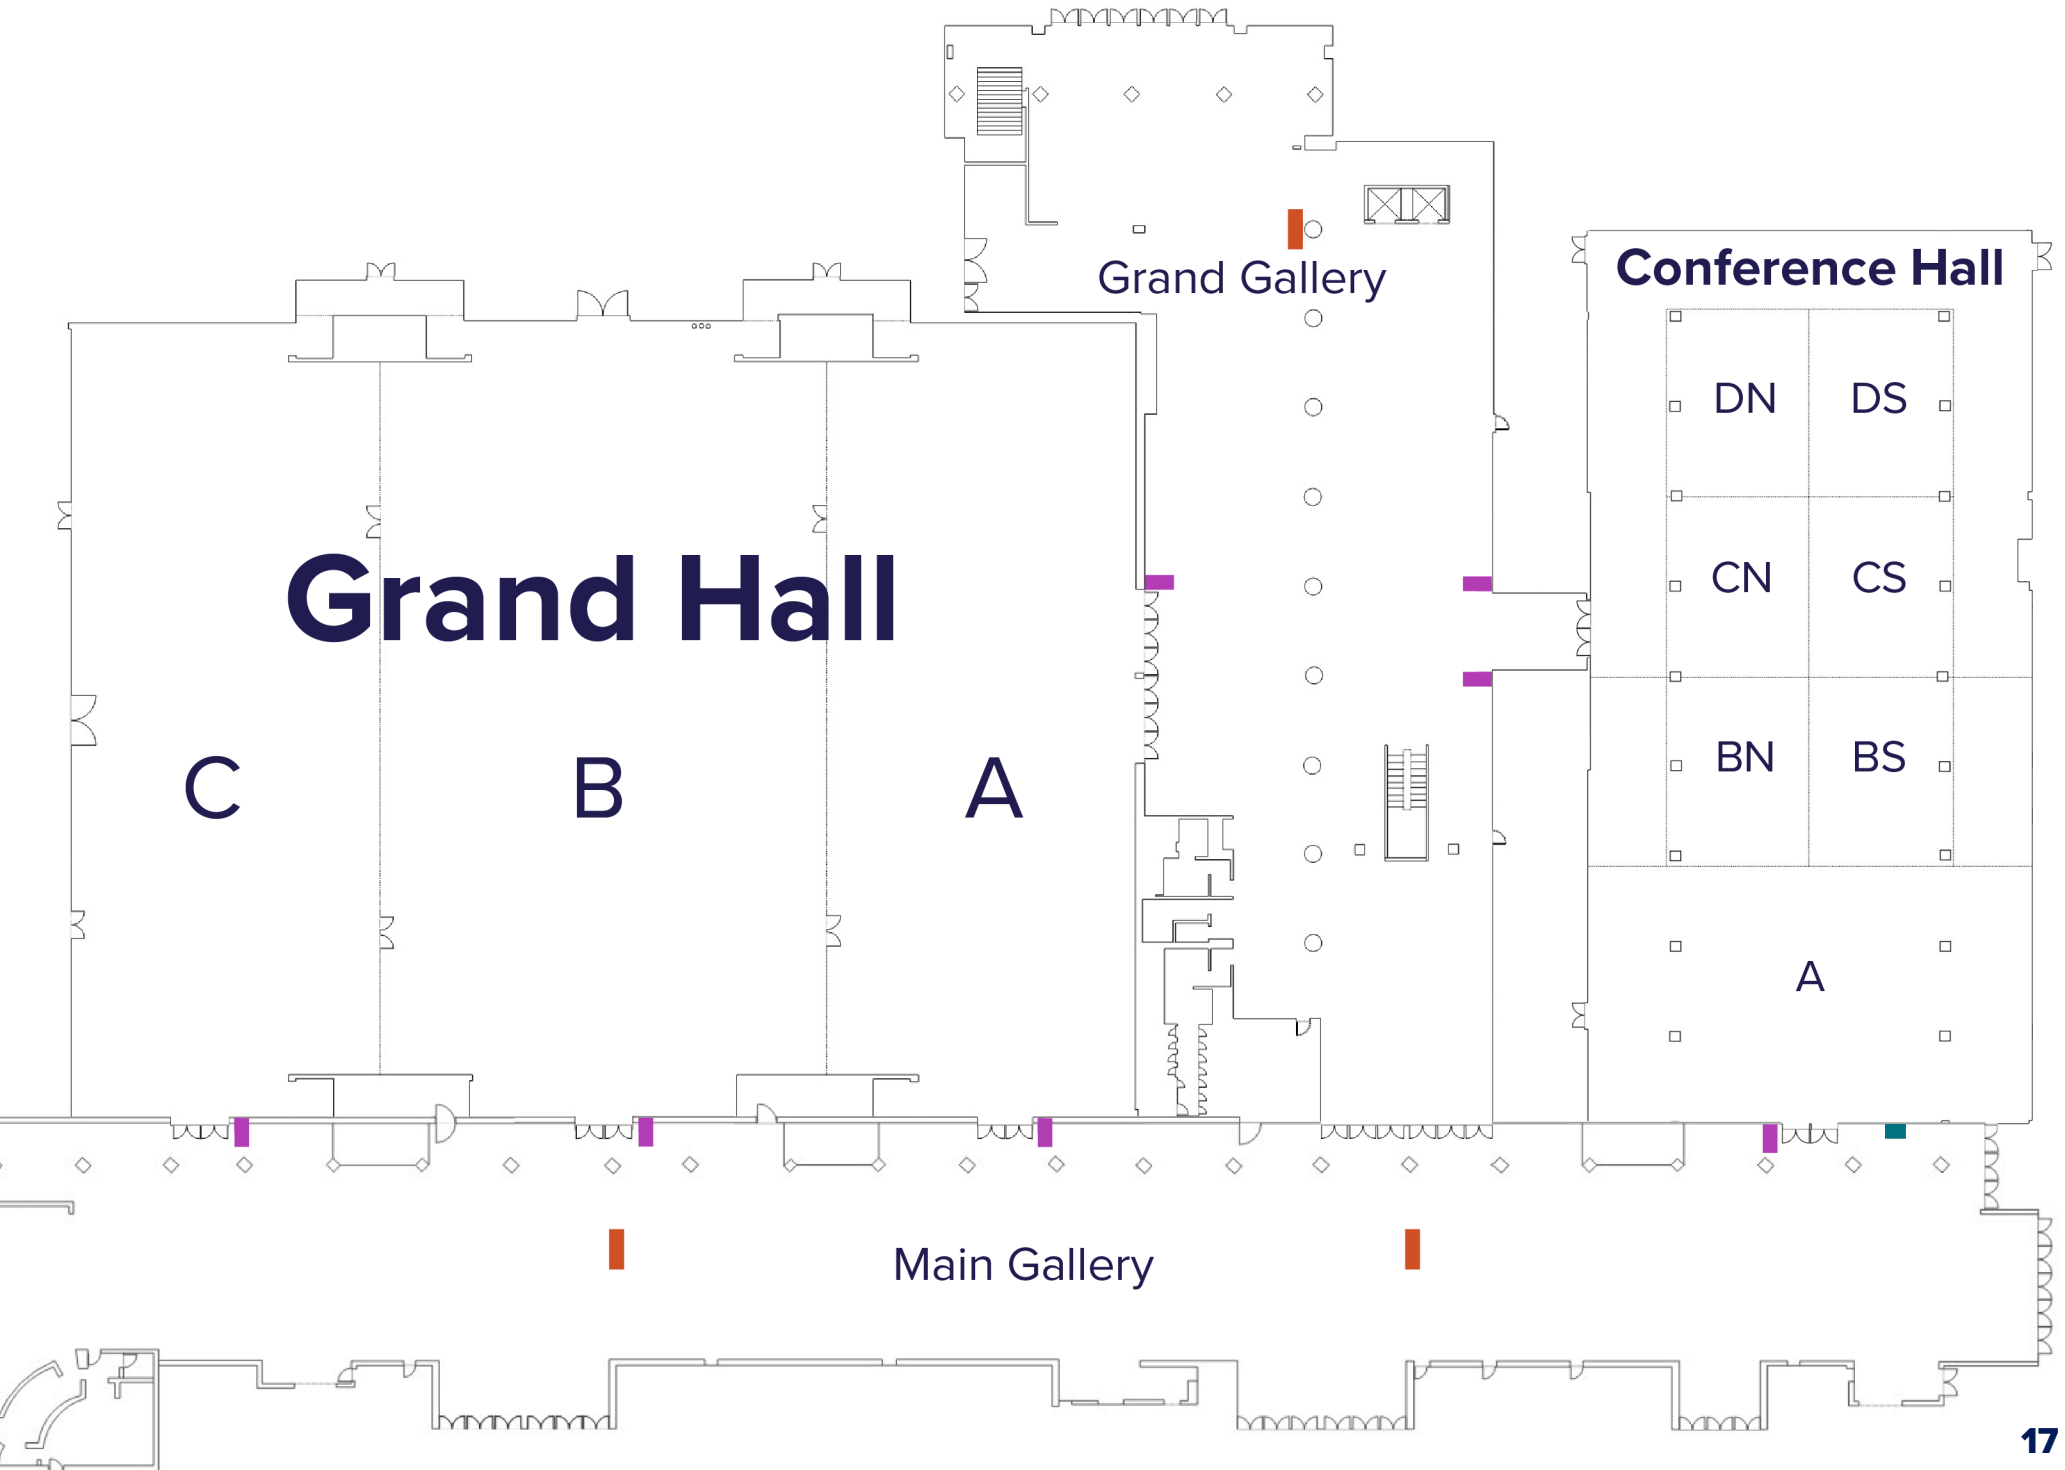 Grand Gallery
Conference Hall
DN DS
CN CS
Grand Hall
BN BS
C B A
A
Main Gallery
17